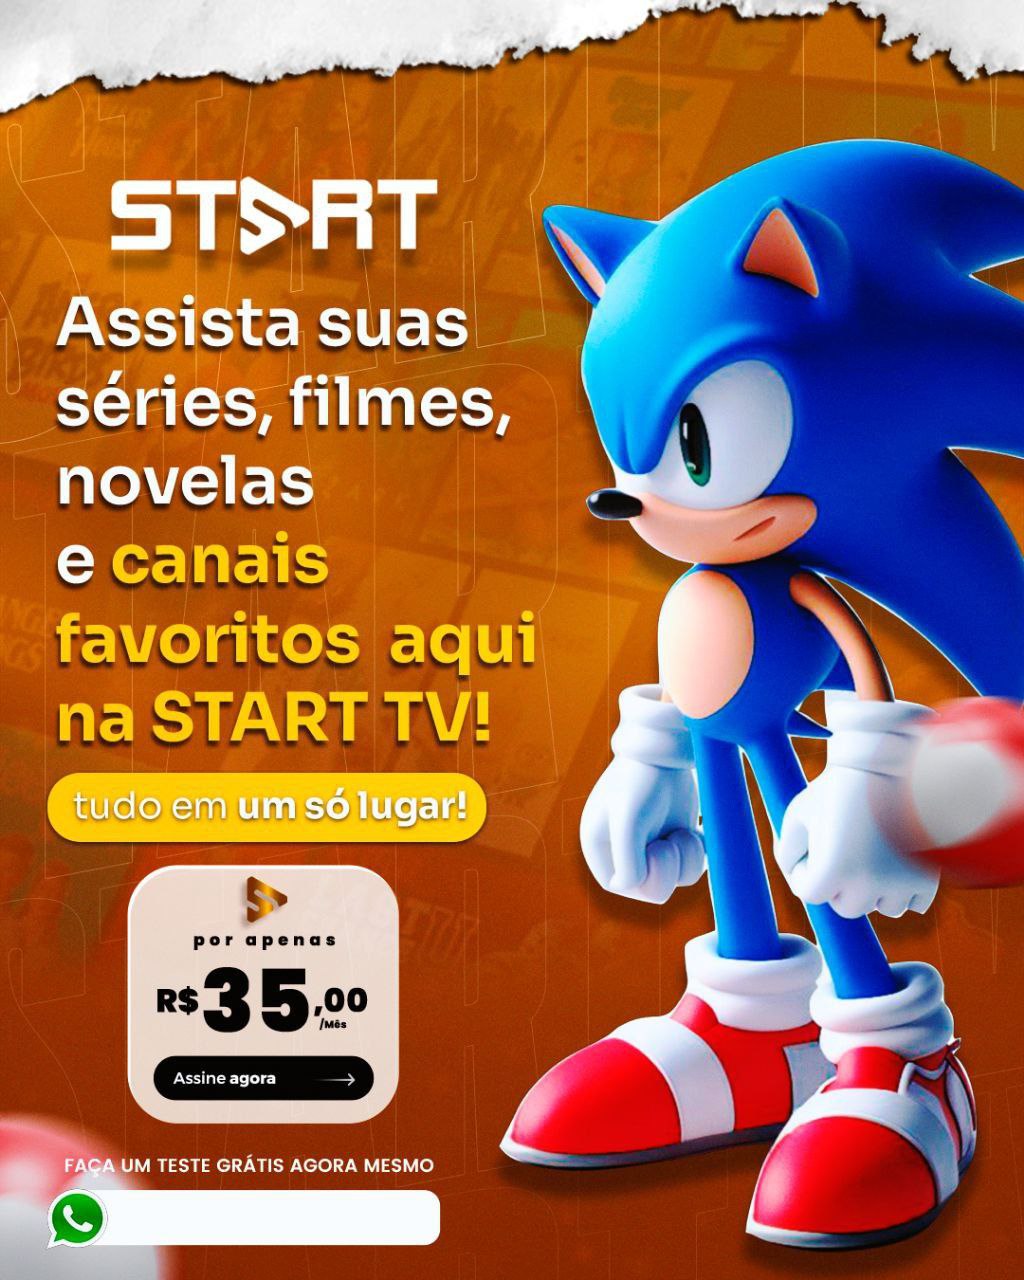 START
Assista suas
séries, filmes,
novelas
e canais
favoritos aqui
na START TV!
tudo em um só lugar!
por apenas
R$35,00
/Mês
Assine agora
FAÇA UM TESTE GRÁTIS AGORA MESMO